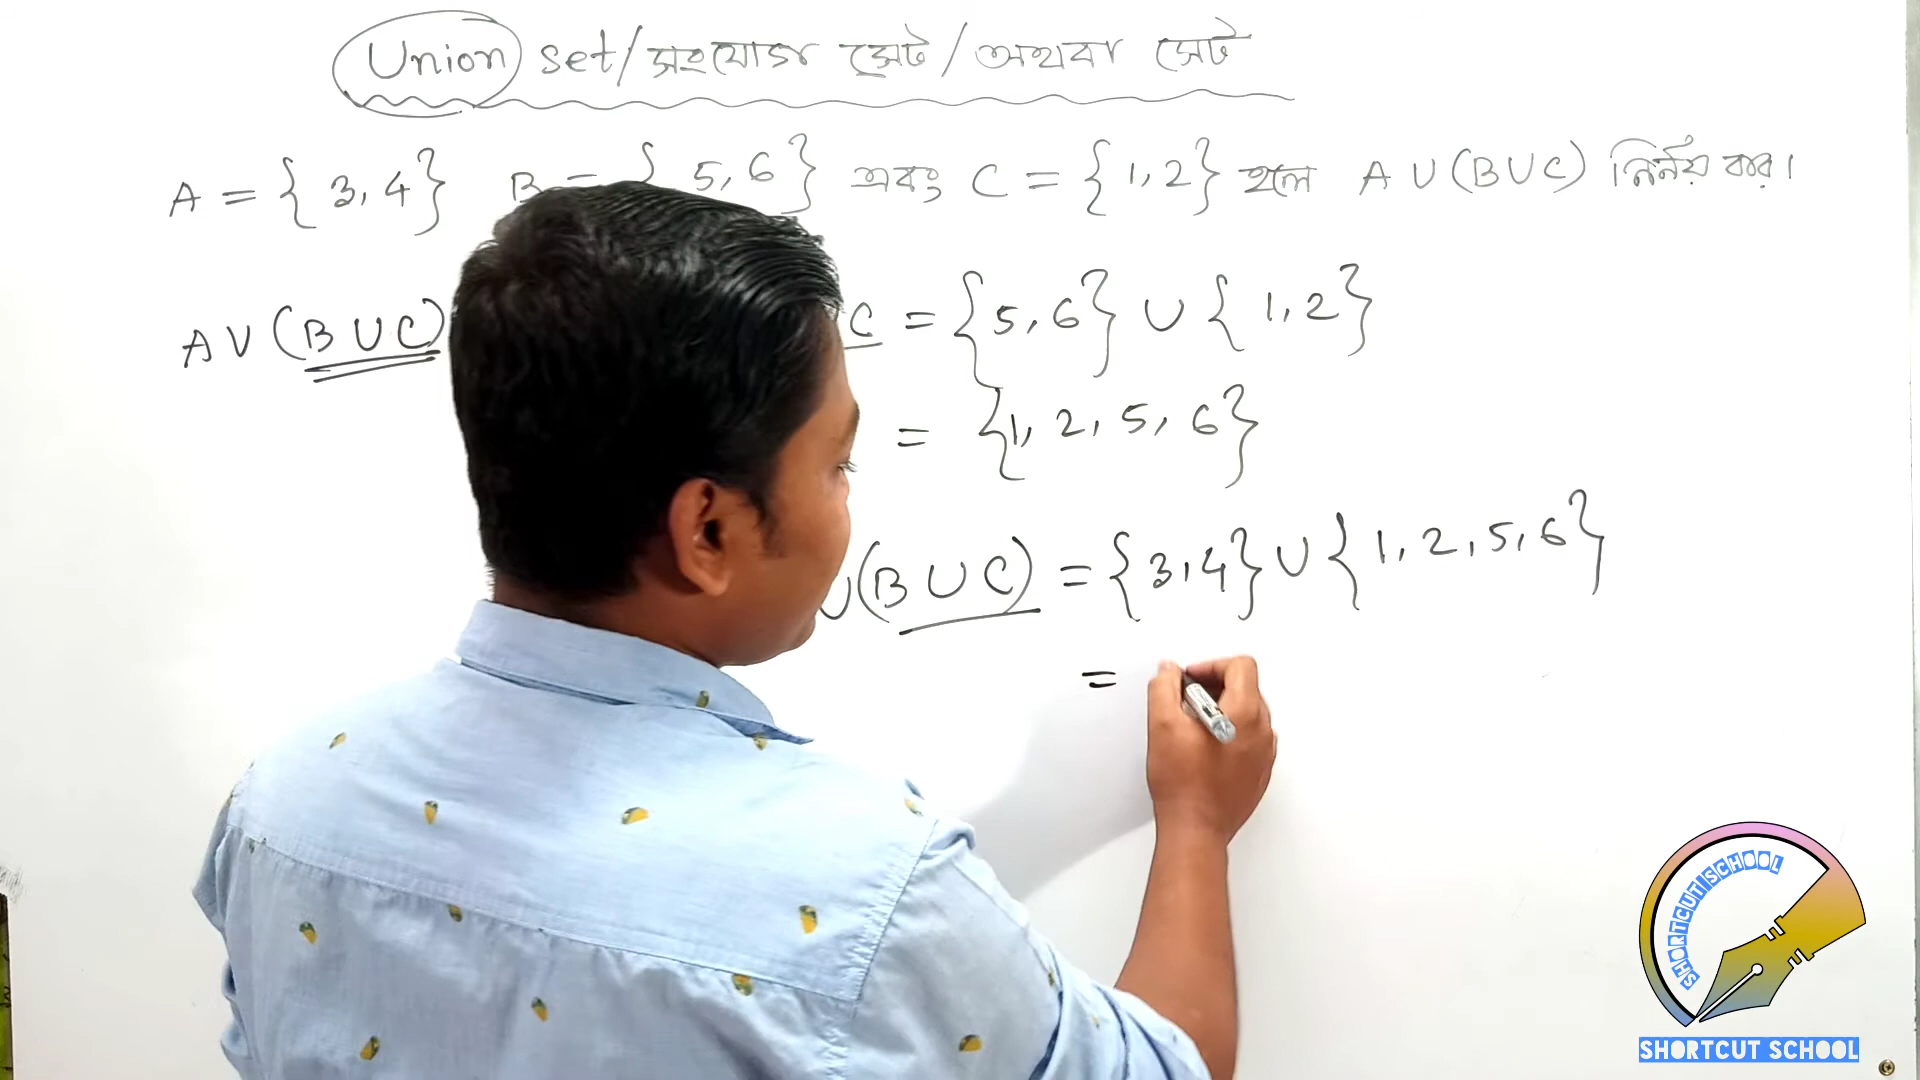 Union set/সংযোগ সেট/অথবা সেট
A = {3,4} B = {5,6} এবং C = {1,2} হলে A U (B U C) নির্নয় কর।
A U (B U C) C = {5,6} U { 1,2}
= {1, 2, 5, 6}
U (B U C) = {3,4} U {1, 2, 5, 6}
=
SHORTCUT SCHOOL
SHORTCUT SCHOOL